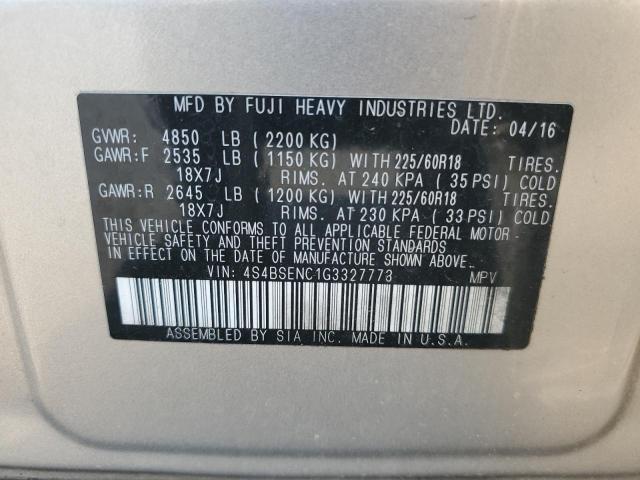 MFD BY FUJI HEAVY INDUSTRIES LTD.
DATE: 04/16
GVWR: 4850 LB (2200 KG)
GAWR:F 2535 LB (1150 KG) WITH 225/60R18 TIRES.
18X7J RIMS. AT 240 KPA (35 PSI) COLD
GAWR:R 2645 LB (1200 KG) WITH 225/60R18 TIRES.
18X7J RIMS. AT 230 KPA (33 PSI) COLD
THIS VEHICLE CONFORMS TO ALL APPLICABLE FEDERAL MOTOR -
VEHICLE SAFETY AND THEFT PREVENTION STANDARDS
IN EFFECT ON THE DATE OF MANUFACTURE SHOWN ABOVE.
VIN: 4S4BSENC1G3327773 MPV
ASSEMBLED BY SIA INC. MADE IN U.S.A.